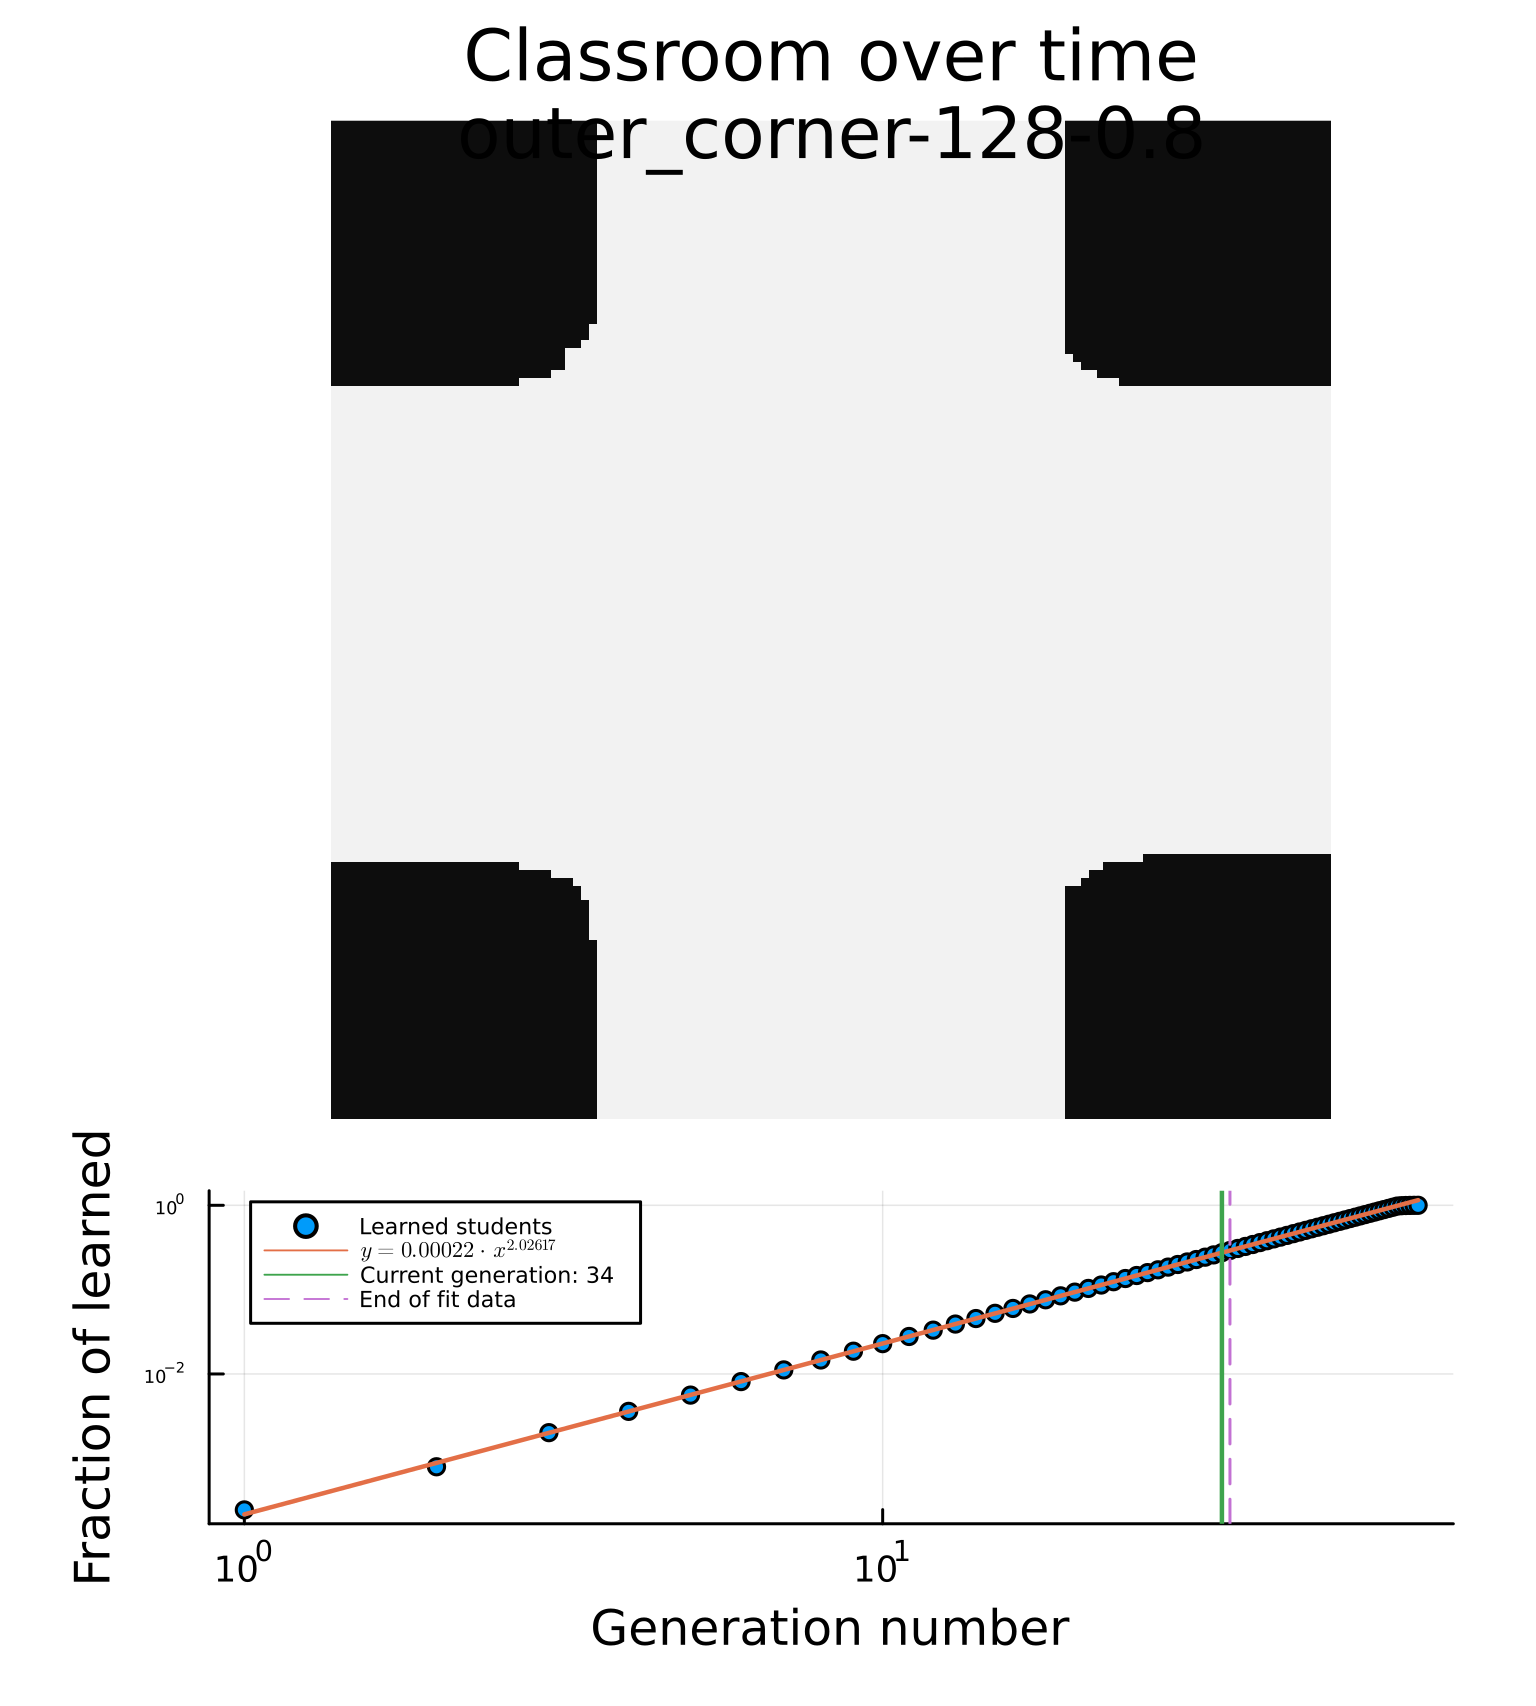 Classroom over time
outer_corner-128-0.8
Fraction of learned
10^0
10^−2
Learned students
y = 0.00022 · x^2.02617
Current generation: 34
End of fit data
10^0
10^1
Generation number